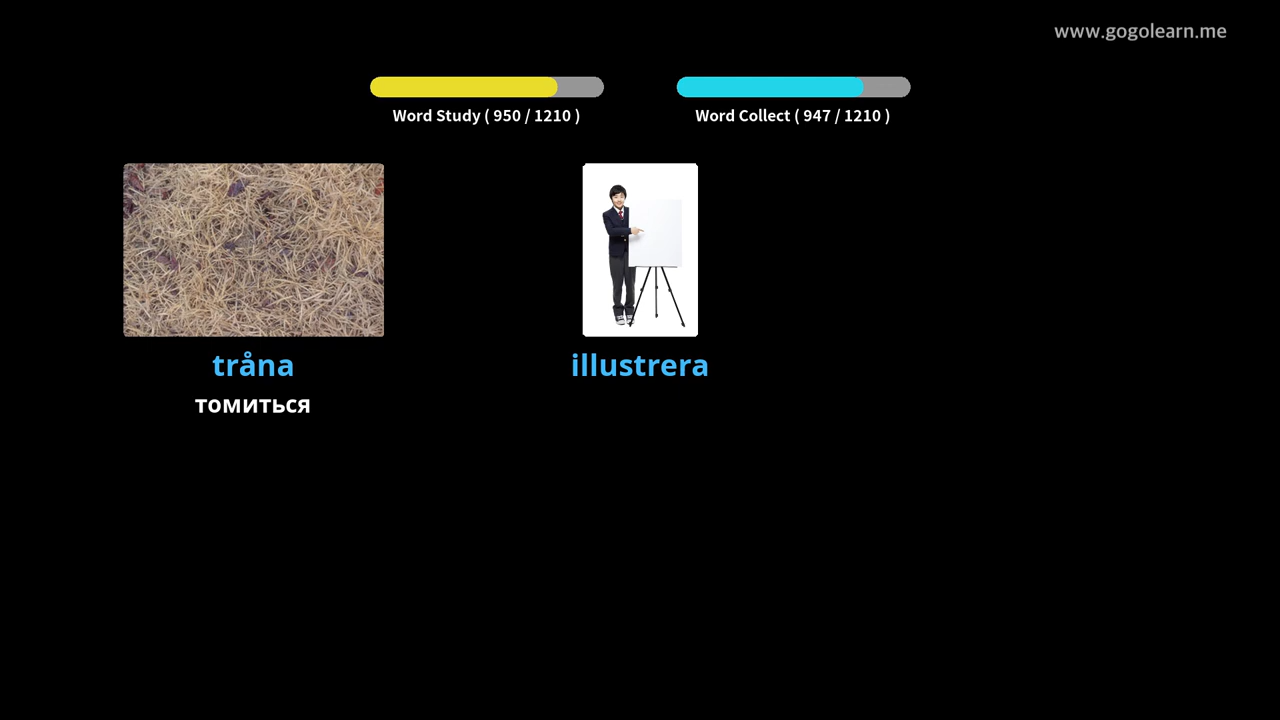 www.gogolearn.me
Word Study ( 950 / 1210 )
Word Collect ( 947 / 1210 )
tråna
illustrera
томиться